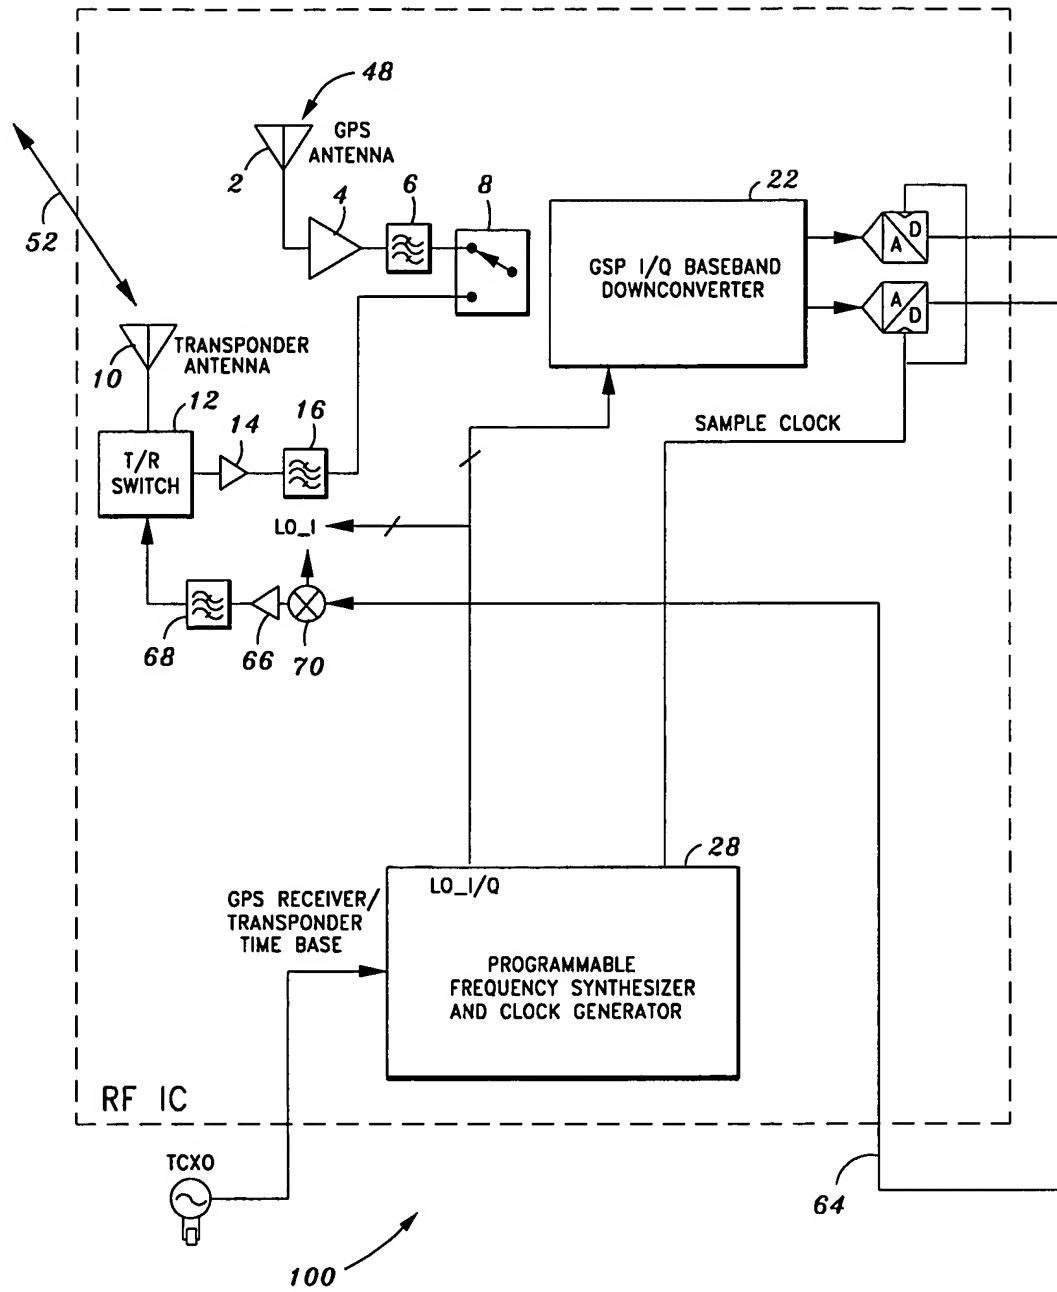 48
GPS
ANTENNA
2
4
6
8
22
A
D
GSP I/Q BASEBAND
DOWNCONVERTER
A
D
52
10
TRANSPONDER
ANTENNA
12
14
16
T/R
SWITCH
SAMPLE CLOCK
LO_I
68
66
70
28
LO_I/Q
GPS RECEIVER/
TRANSPONDER
TIME BASE
PROGRAMMABLE
FREQUENCY SYNTHESIZER
AND CLOCK GENERATOR
RF IC
TCXO
64
100